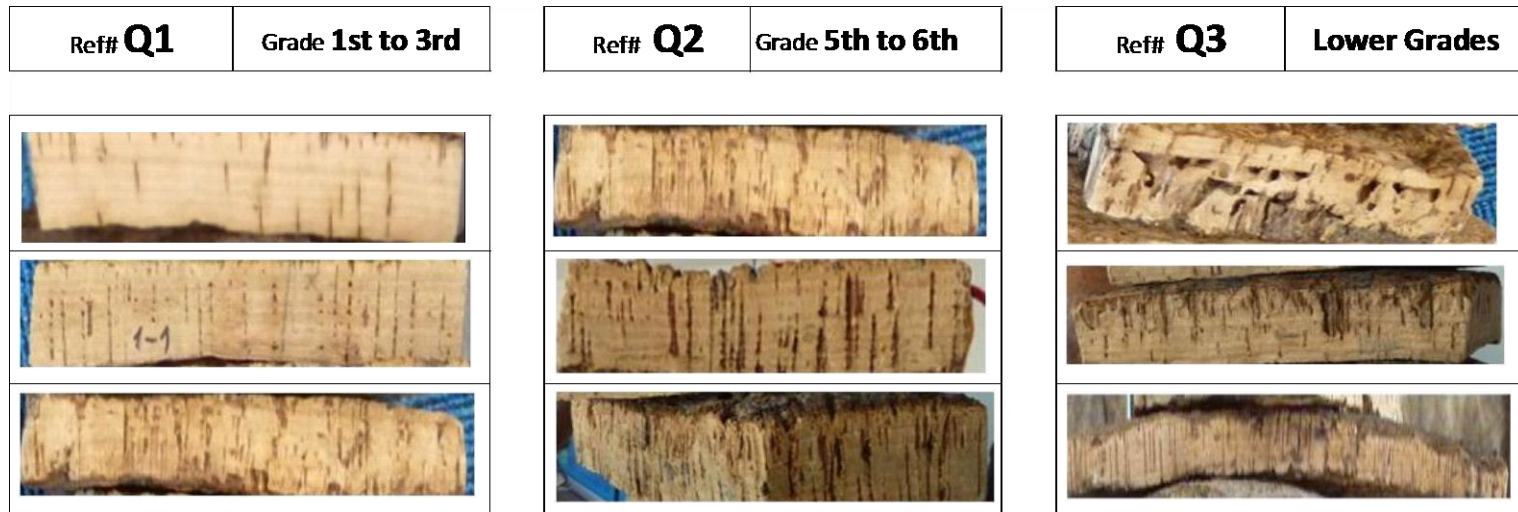 Ref# Q1 Grade 1st to 3rd
Ref# Q2 Grade 5th to 6th
Ref# Q3 Lower Grades
1-1